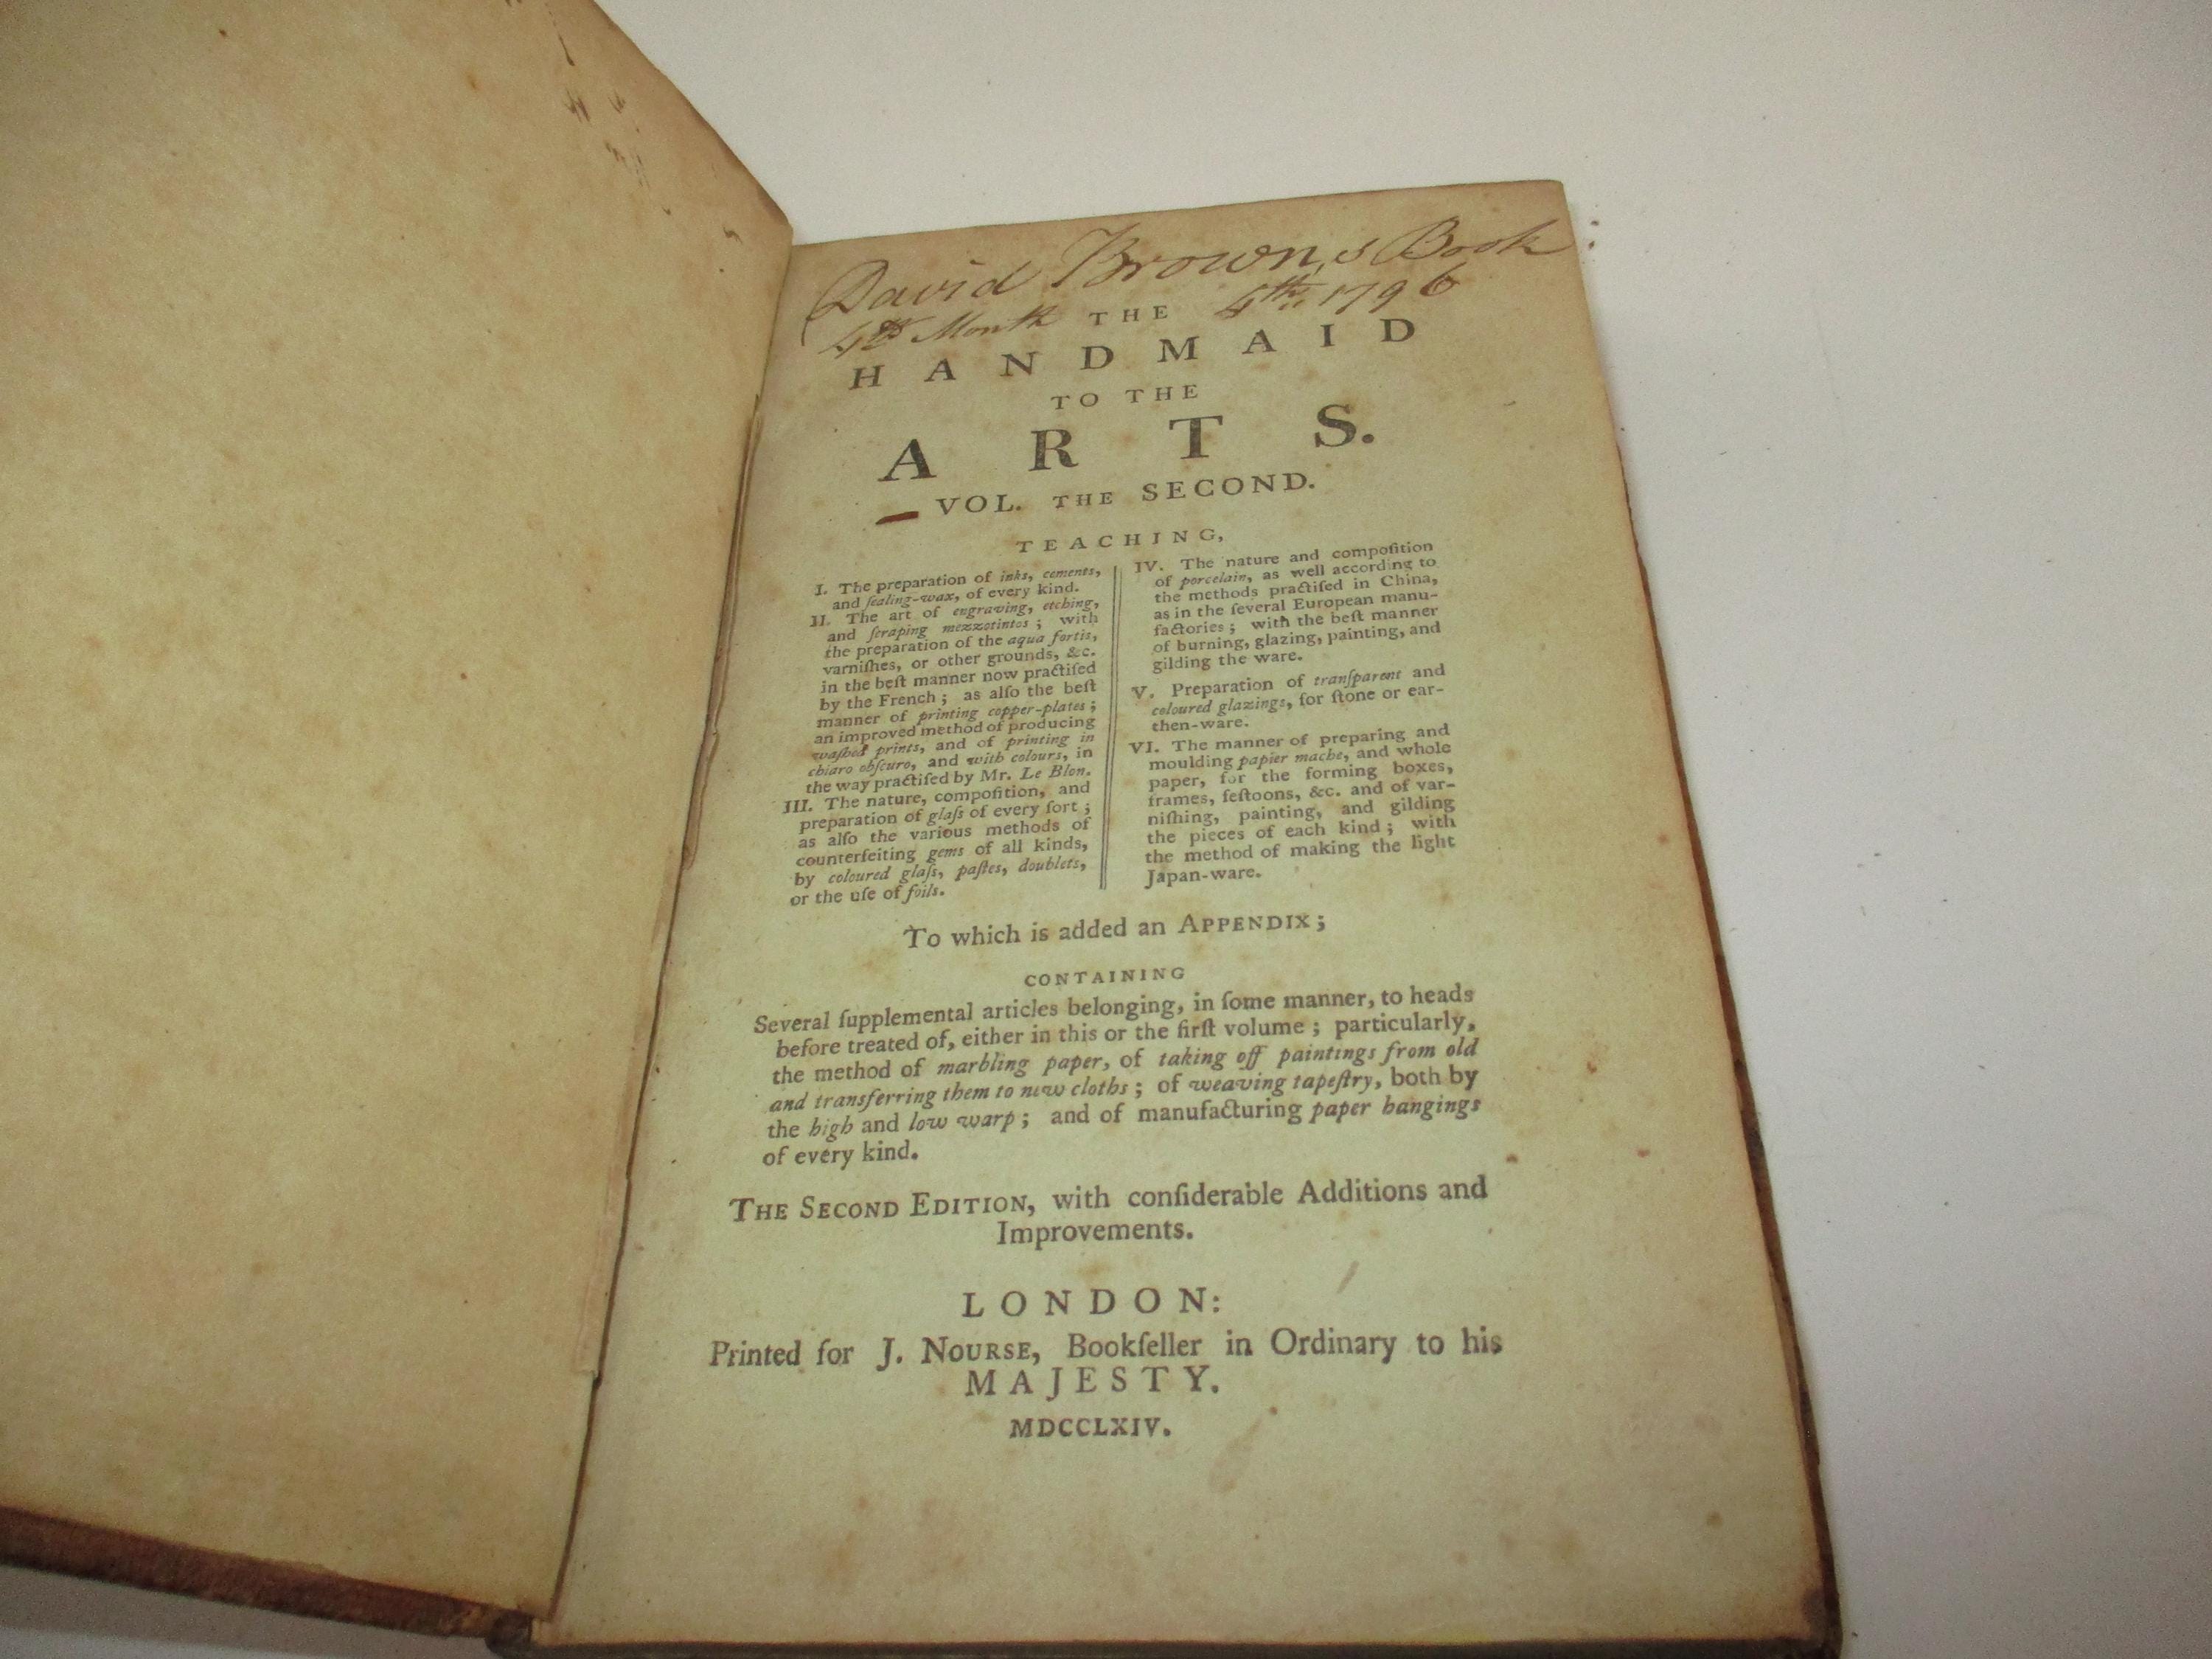 David Brown,s Book
4th Month 4th 1796
THE
HANDMAID
TO THE
ARTS.
VOL. THE SECOND.
TEACHING,
I. The preparation of inks, cements,
and ſealing-wax, of every kind.
II. The art of engraving, etching,
and ſcraping mezzotintos; with
the preparation of the aqua fortis,
varniſhes, or other grounds, &c.
in the beſt manner now practiſed
by the French; as alſo the beſt
manner of printing copper-plates;
an improved method of producing
waſhed prints, and of printing in
chiaro obſcuro, and with colours, in
the way practiſed by Mr. Le Blon.
III. The nature, compoſition, and
preparation of glaſs of every ſort;
as alſo the various methods of
counterfeiting gems of all kinds,
by coloured glaſs, paſtes, doublets,
or the uſe of foils.
IV. The nature and compoſition
of porcelain, as well according to
the methods practiſed in China,
as in the ſeveral European manu-
factories; with the beſt manner
of burning, glazing, painting, and
gilding the ware.
V. Preparation of tranſparent and
coloured glazings, for ſtone or ear-
then-ware.
VI. The manner of preparing and
moulding papier mache, and whole
paper, for the forming boxes,
frames, feſtoons, &c. and of var-
niſhing, painting, and gilding
the pieces of each kind; with
the method of making the light
Japan-ware.
To which is added an APPENDIX;
CONTAINING
Several ſupplemental articles belonging, in ſome manner, to heads
before treated of, either in this or the firſt volume; particularly,
the method of marbling paper, of taking off paintings from old
and transferring them to new cloths; of weaving tapeſtry, both by
the high and low warp; and of manufacturing paper hangings
of every kind.
THE SECOND EDITION, with conſiderable Additions and
Improvements.
LONDON:
Printed for J. NOURSE, Bookſeller in Ordinary to his
MAJESTY.
MDCCLXIV.